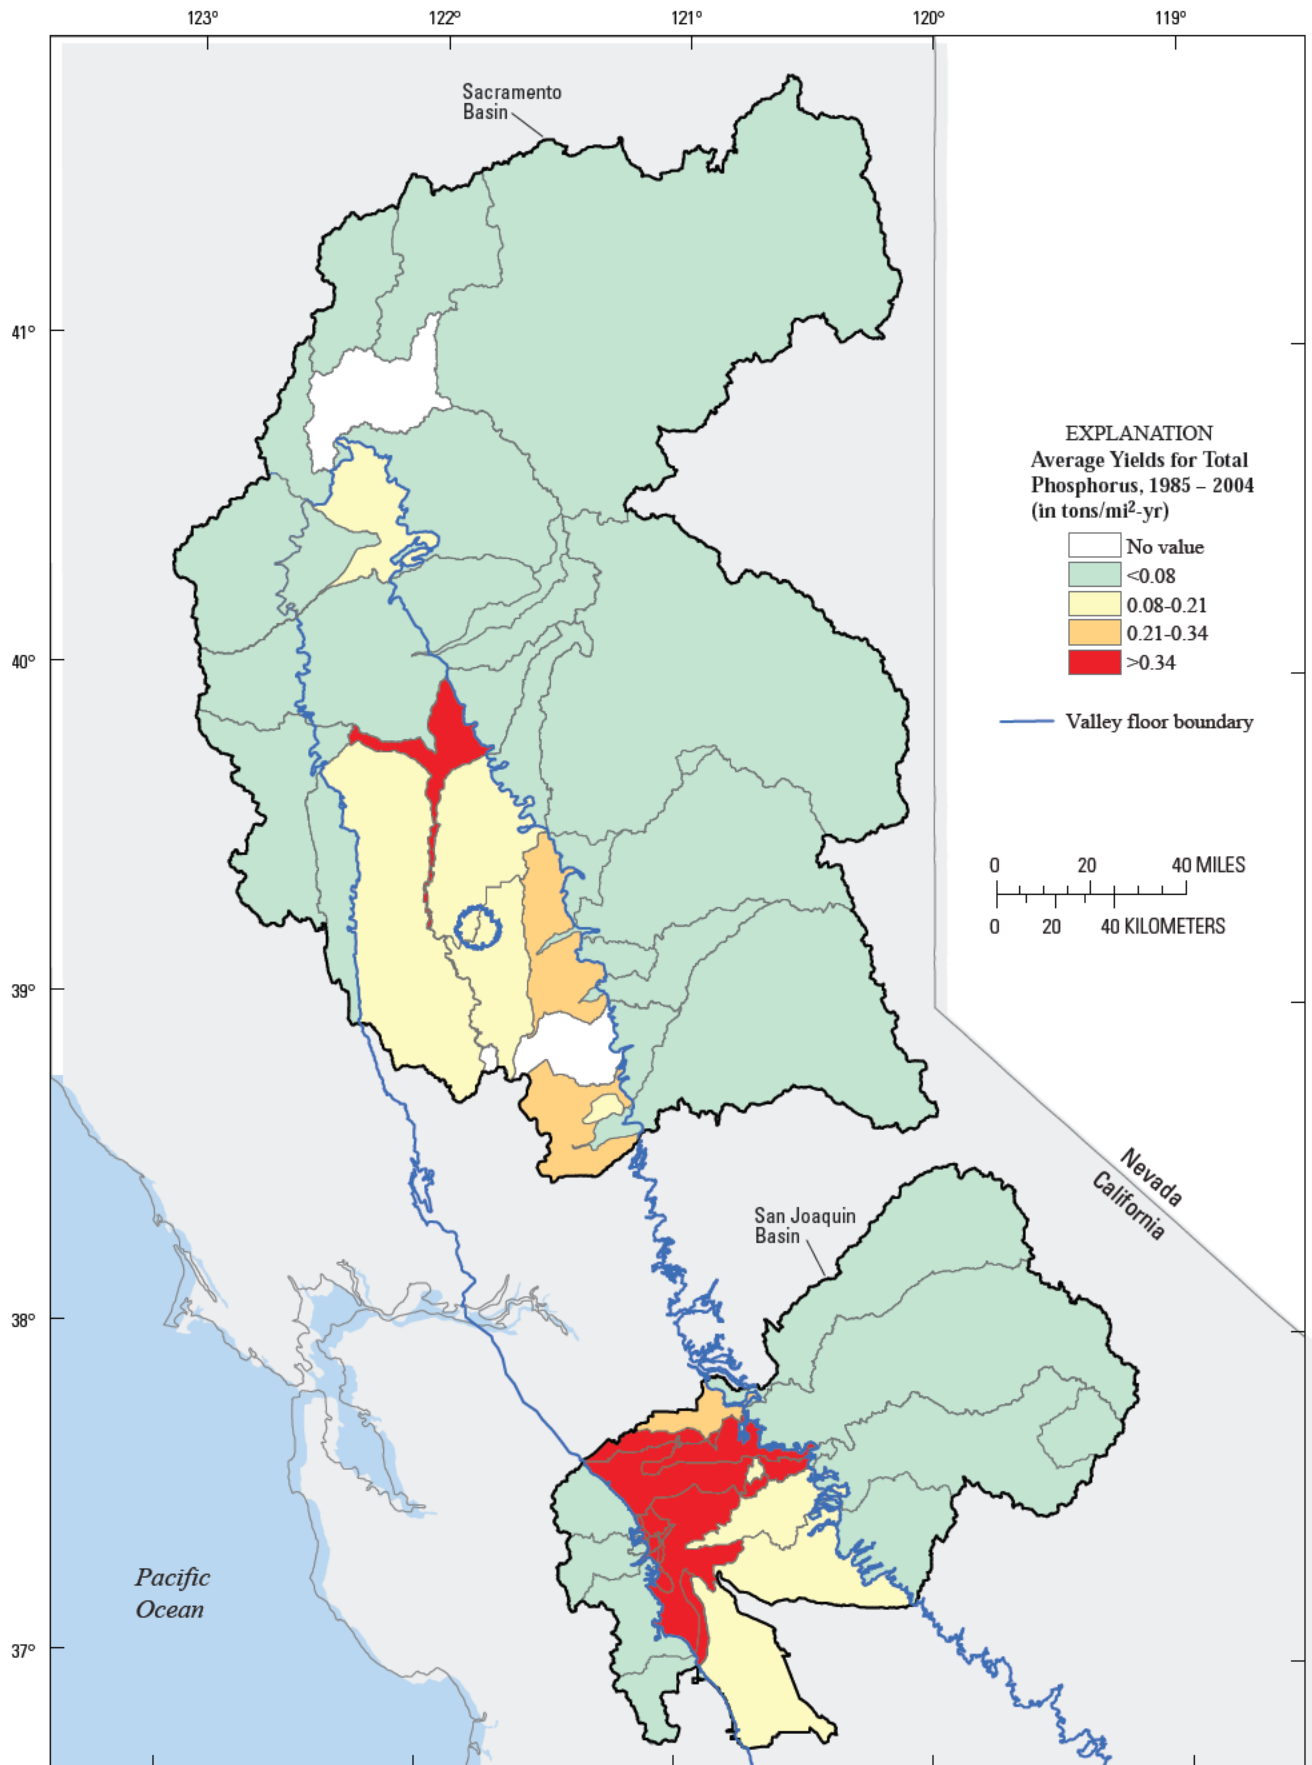 123° 122° 121° 120° 119°
Sacramento
Basin
41°
40°
39°
38°
37°
EXPLANATION
Average Yields for Total
Phosphorus, 1985 – 2004
(in tons/mi²-yr)
No value
<0.08
0.08-0.21
0.21-0.34
>0.34
Valley floor boundary
0 20 40 MILES
0 20 40 KILOMETERS
Nevada
California
San Joaquin
Basin
Pacific
Ocean